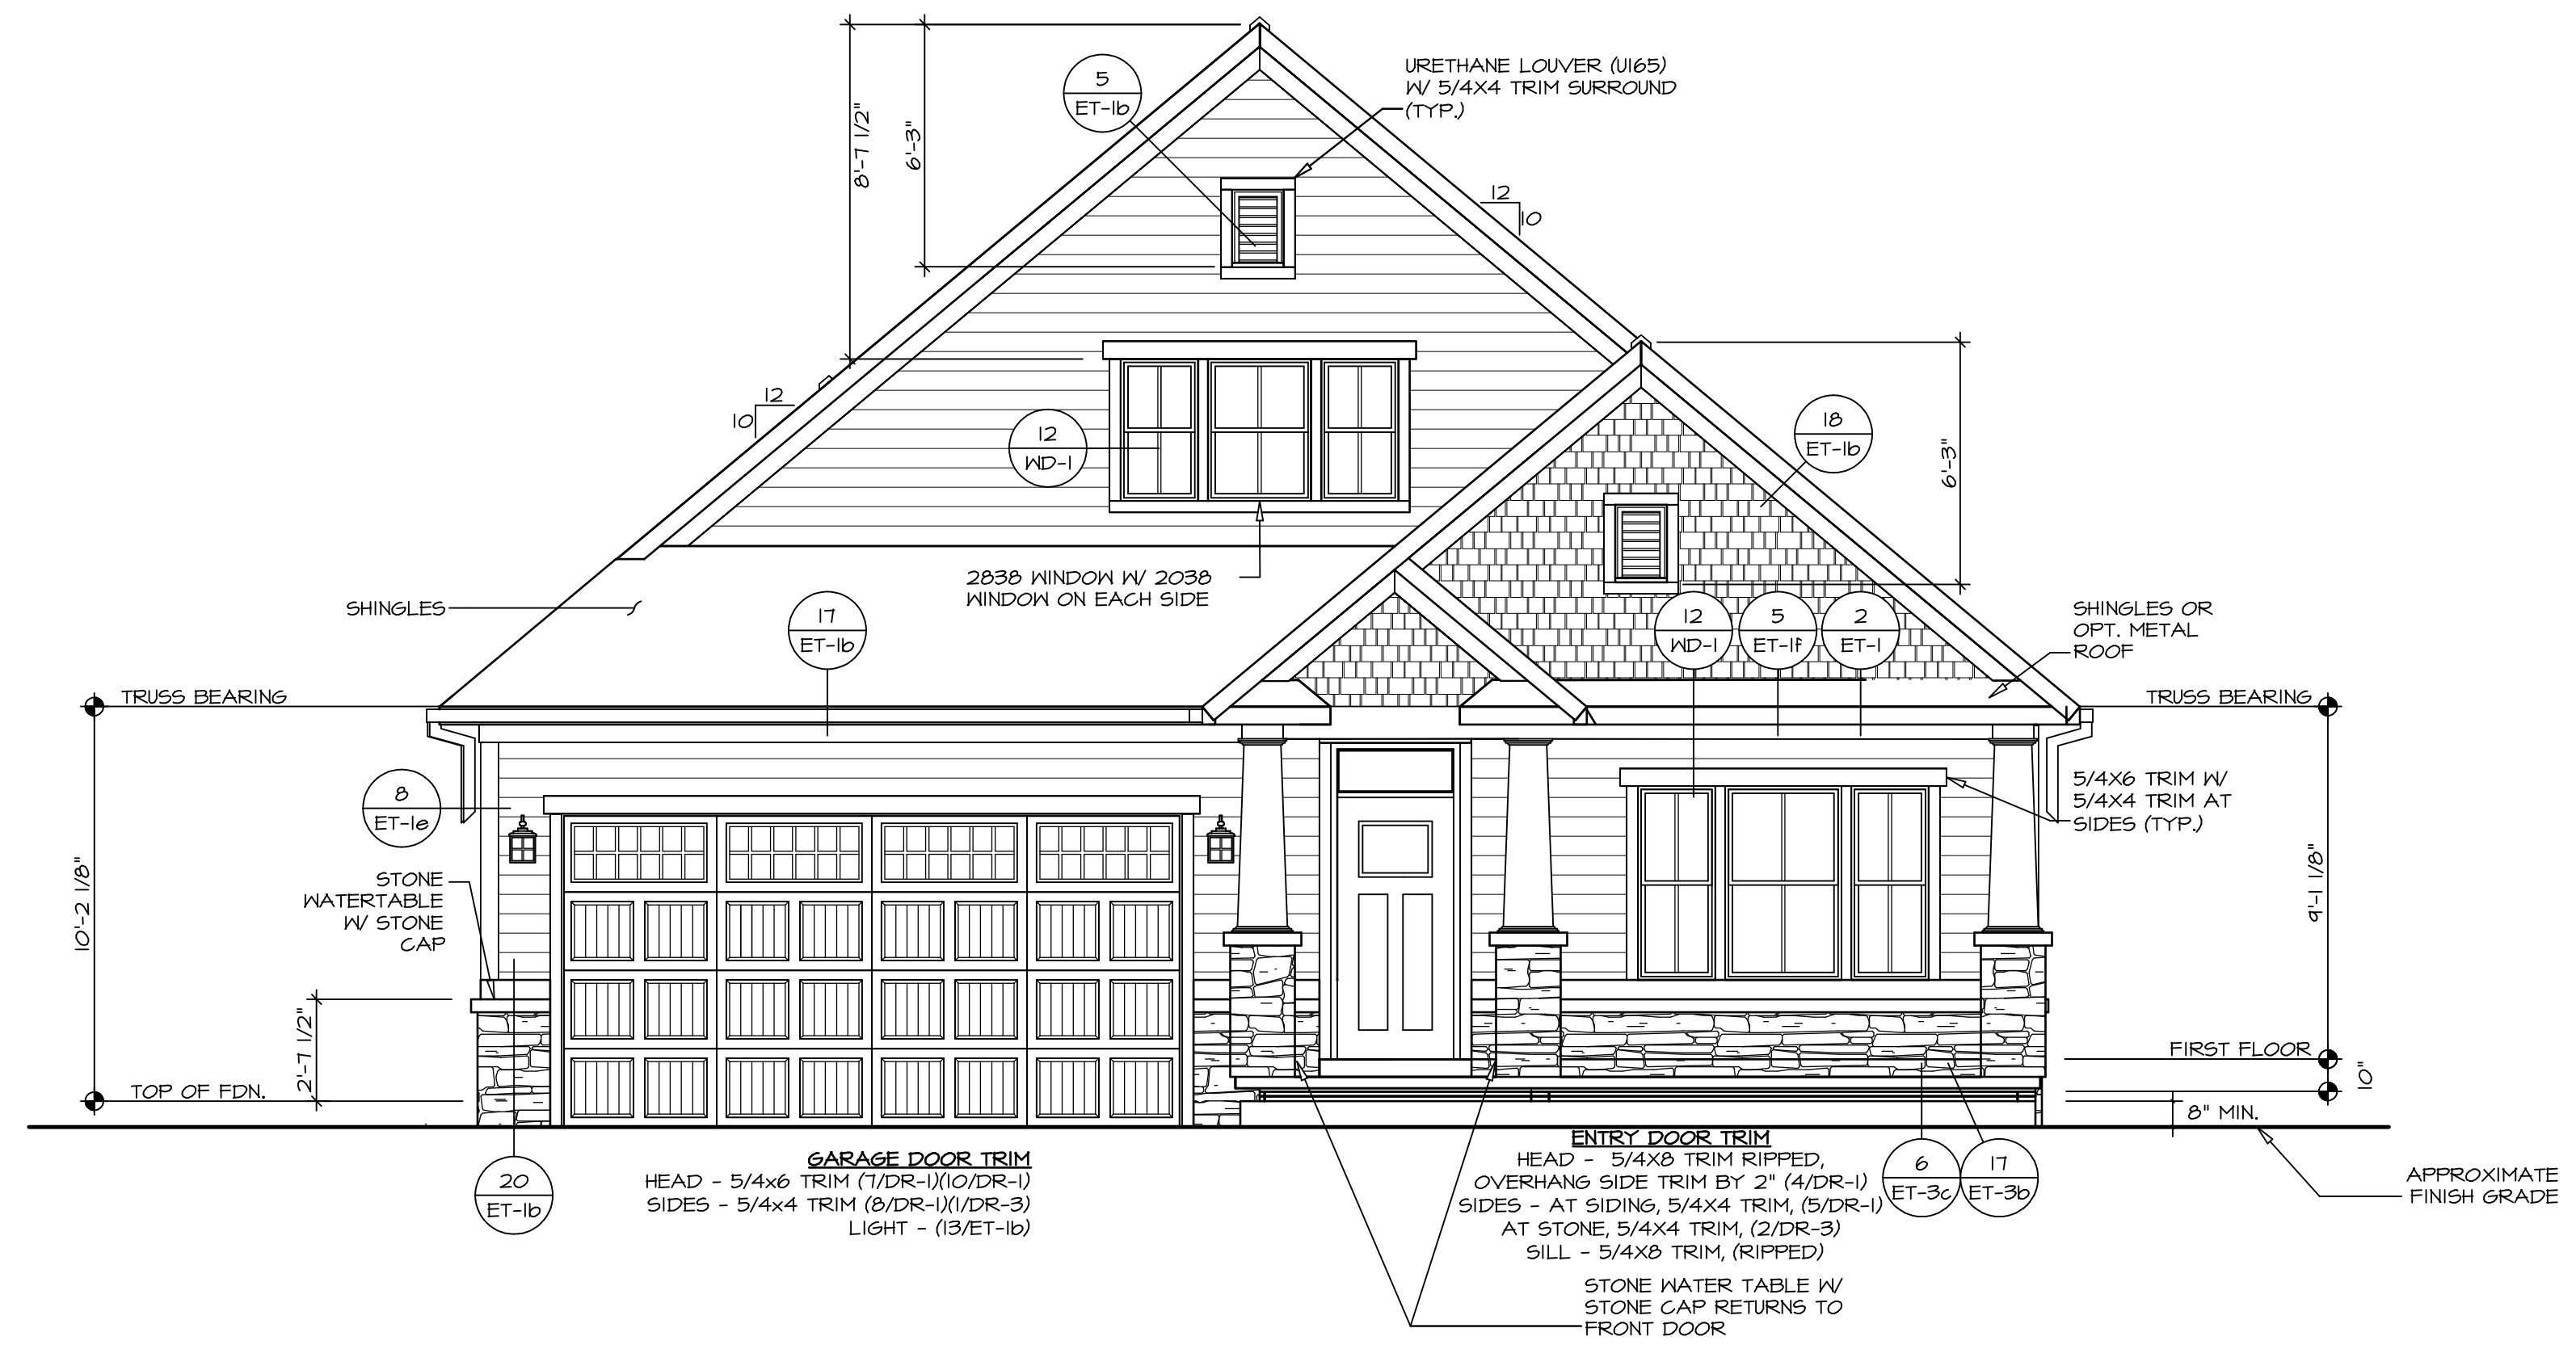 5
ET-1b
URETHANE LOUVER (U165)
W/ 5/4X4 TRIM SURROUND
(TYP.)
8'-7 1/2"
6'-3"
12
10
12
10
12
WD-1
18
ET-1b
6'-3"
2838 WINDOW W/ 2038
WINDOW ON EACH SIDE
SHINGLES
17
ET-1b
12
WD-1
5
ET-1f
2
ET-1
SHINGLES OR
OPT. METAL
ROOF
TRUSS BEARING
TRUSS BEARING
8
ET-1e
5/4X6 TRIM W/
5/4X4 TRIM AT
SIDES (TYP.)
STONE
WATERTABLE
W/ STONE
CAP
10'-2 1/8"
9'-1 1/8"
2'-7 1/2"
TOP OF FDN.
FIRST FLOOR
10"
8" MIN.
20
ET-1b
GARAGE DOOR TRIM
HEAD - 5/4x6 TRIM (7/DR-1)(10/DR-1)
SIDES - 5/4x4 TRIM (8/DR-1)(1/DR-3)
LIGHT - (13/ET-1b)
ENTRY DOOR TRIM
HEAD - 5/4X8 TRIM RIPPED,
OVERHANG SIDE TRIM BY 2" (4/DR-1)
SIDES - AT SIDING, 5/4X4 TRIM, (5/DR-1)
AT STONE, 5/4X4 TRIM, (2/DR-3)
SILL - 5/4X8 TRIM, (RIPPED)
6
ET-3c
17
ET-3b
APPROXIMATE
FINISH GRADE
STONE WATER TABLE W/
STONE CAP RETURNS TO
FRONT DOOR